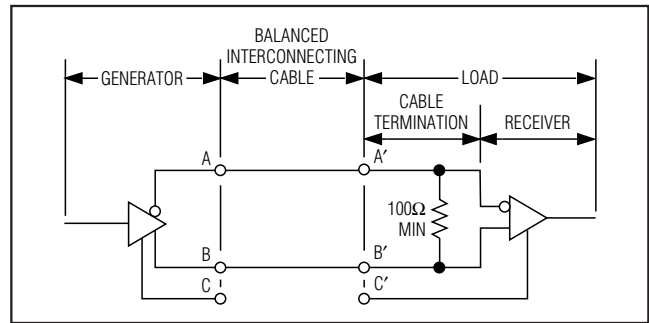 BALANCED
INTERCONNECTING
GENERATOR CABLE LOAD
CABLE
TERMINATION RECEIVER
A A′
100Ω
MIN
B B′
C C′